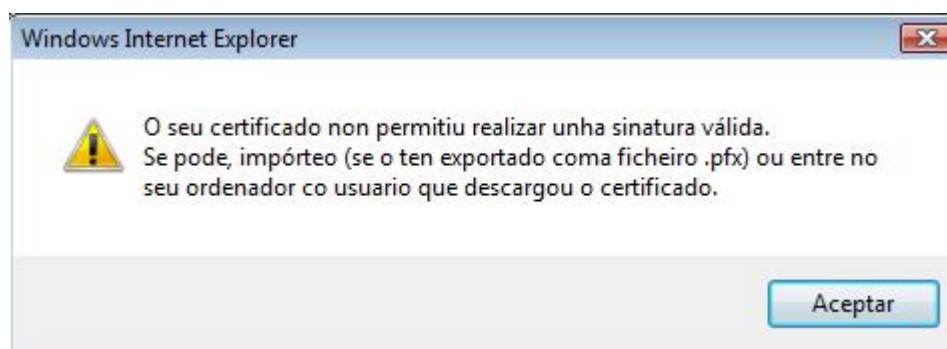 Windows Internet Explorer
O seu certificado non permitiu realizar unha sinatura válida.
Se pode, impórteo (se o ten exportado coma ficheiro .pfx) ou entre no
seu ordenador co usuario que descargou o certificado.
Aceptar